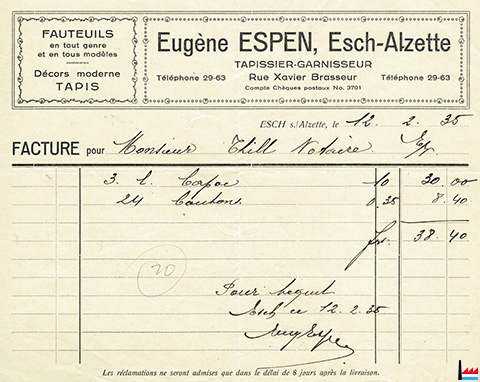 FAUTEUILS
en tout genre
et en tous modèles
Décors moderne
TAPIS
Eugène ESPEN, Esch-Alzette
TAPISSIER-GARNISSEUR
Téléphone 29-63 Rue Xavier Brasseur Téléphone 29-63
Compte Chèques postaux No. 3701
ESCH s./Alzette, le 12. 2. 35
FACTURE pour Monsieur Thill Notaire
3. l. Capoc 10 30.00
24 0.35 8.40
frs. 38.40
20
Pour acquit
Esch ce 12.2.35
Les réclamations ne seront admises que dans le délai de 8 jours après la livraison.